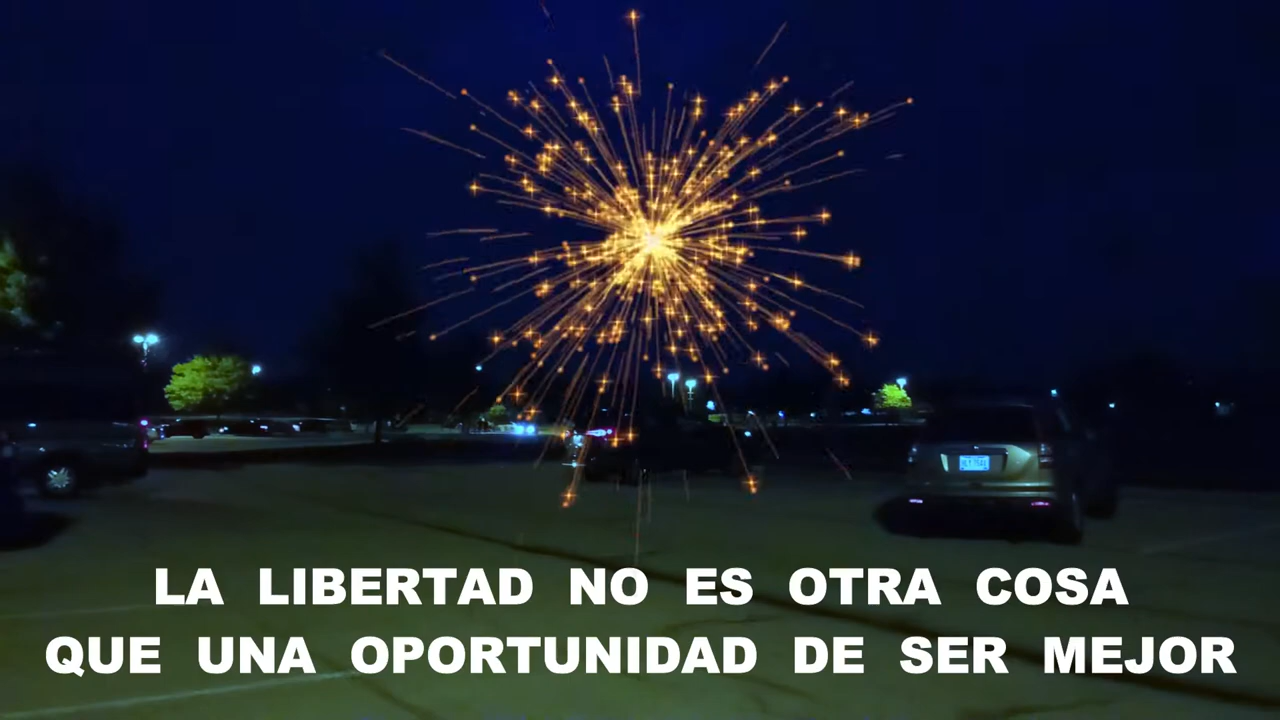 LA LIBERTAD NO ES OTRA COSA
QUE UNA OPORTUNIDAD DE SER MEJOR